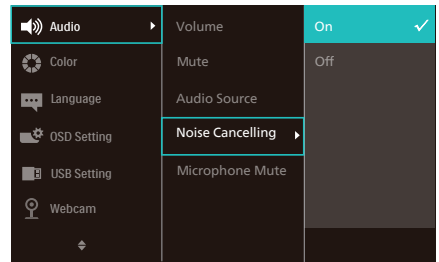 Audio
Color
Language
OSD Setting
USB Setting
Webcam
Volume
Mute
Audio Source
Noise Cancelling
Microphone Mute
On
Off